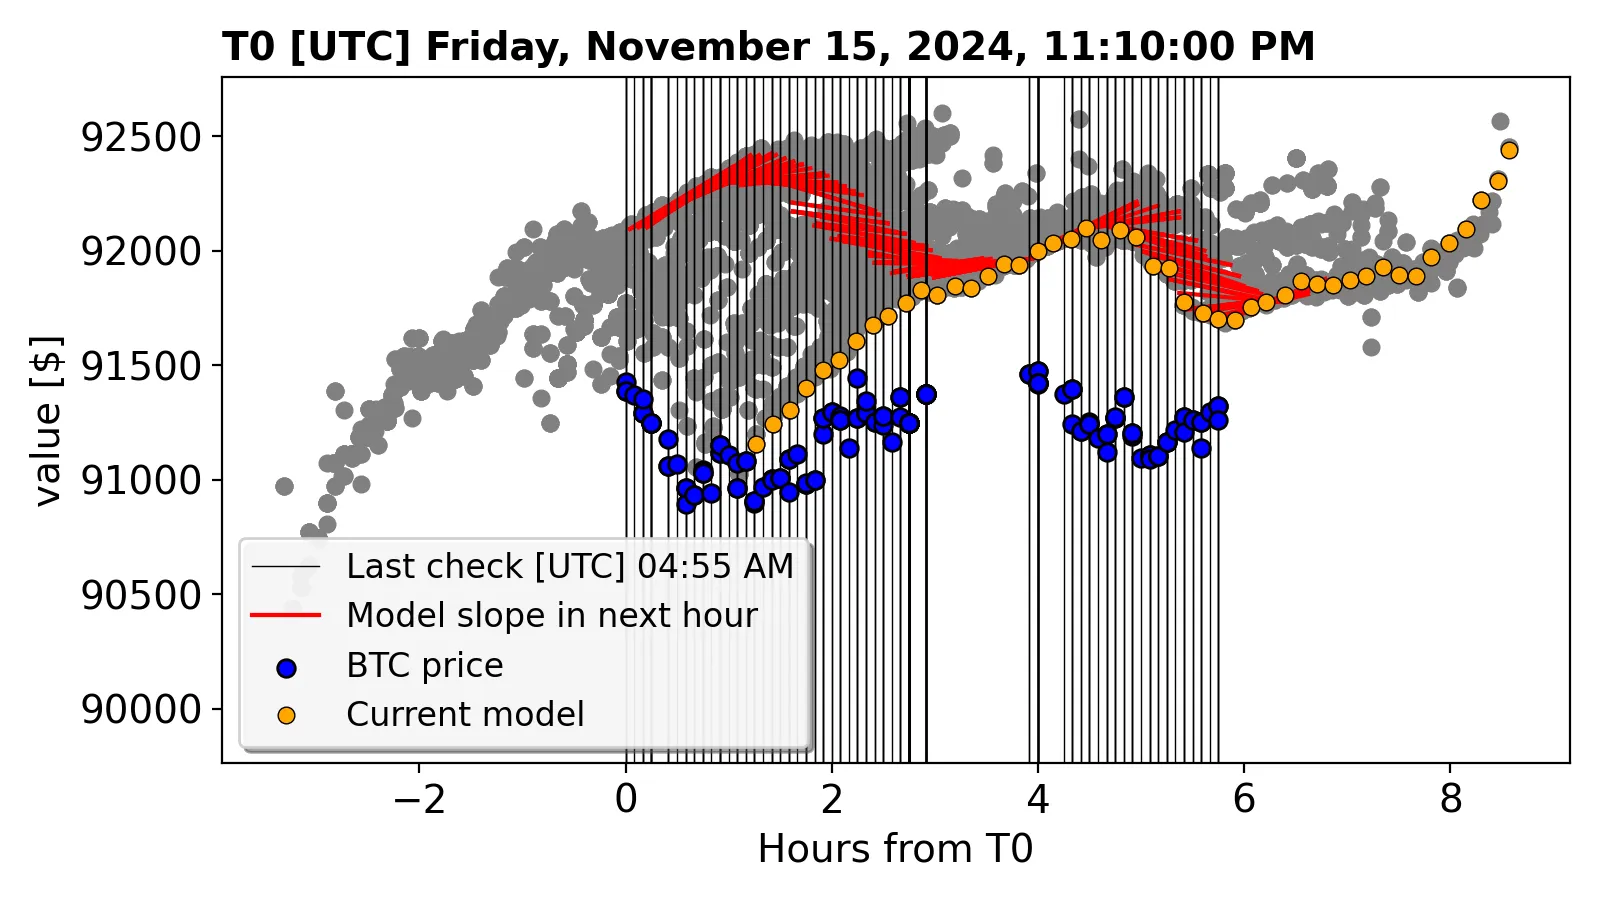 T0 [UTC] Friday, November 15, 2024, 11:10:00 PM
value [$]
92500
92000
91500
91000
90500
90000
Last check [UTC] 04:55 AM
Model slope in next hour
BTC price
Current model
−2 0 2 4 6 8
Hours from T0